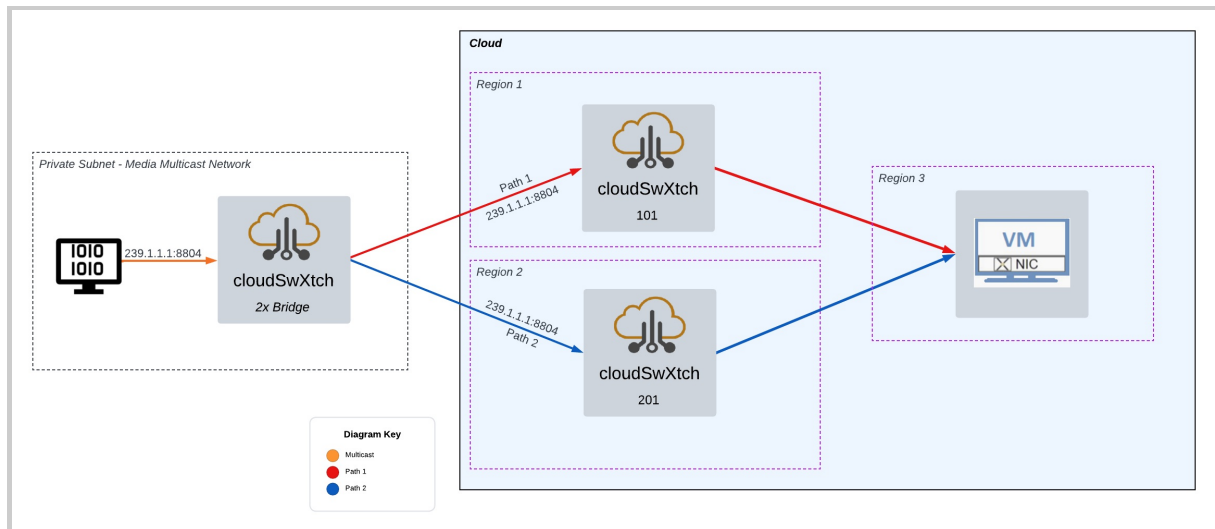 Cloud
Region 1
cloudSwXtch
101
Path 1
239.1.1.1:8804
Private Subnet - Media Multicast Network
1010
1010
239.1.1.1:8804
cloudSwXtch
2x Bridge
Region 2
239.1.1.1:8804
Path 2
cloudSwXtch
201
Region 3
VM
NIC
Diagram Key
Multicast
Path 1
Path 2